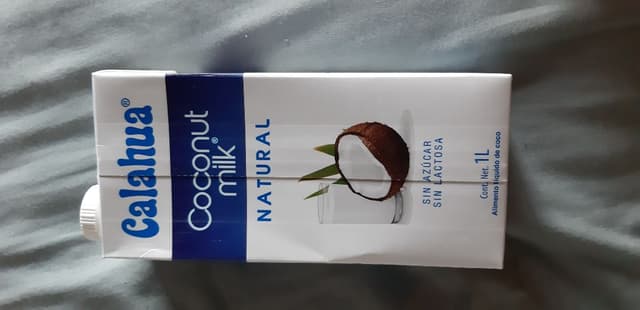 Calahua®
Coconut
milk®
NATURAL
SIN AZÚCAR
SIN LACTOSA
Cont. Net. 1L
Alimento líquido de coco